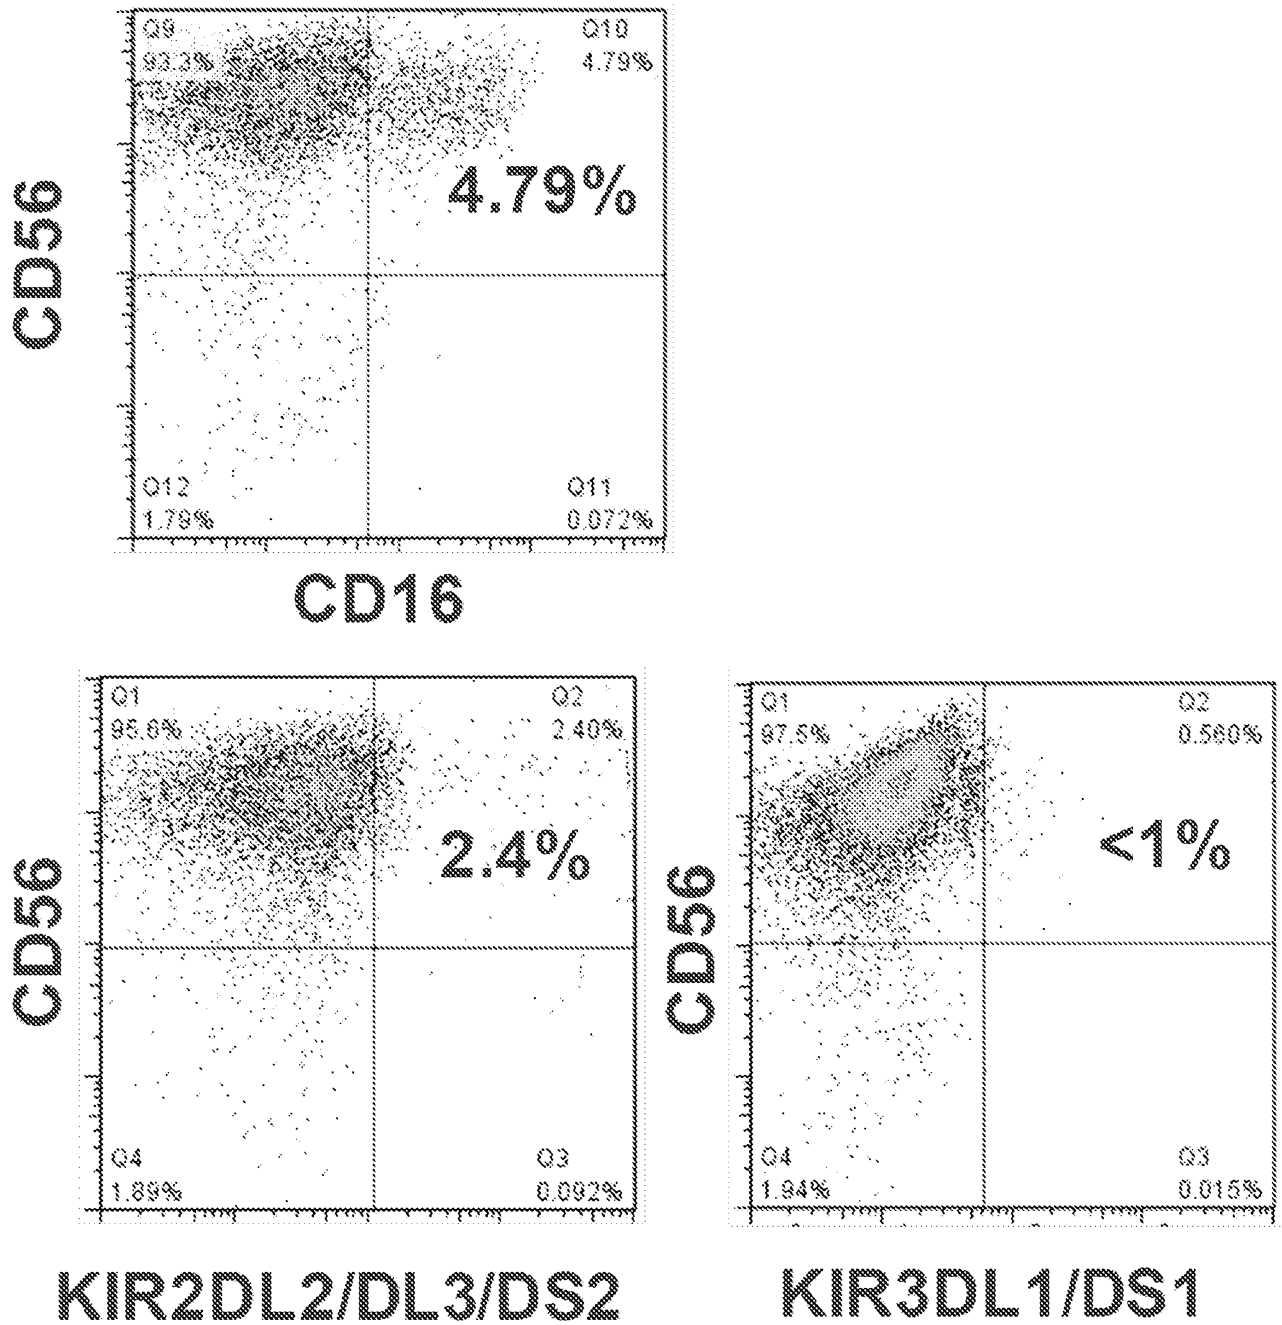 Q9
93.3%
Q10
4.79%
4.79%
CD56
Q12
1.79%
Q11
0.072%
CD16
Q1
95.6%
Q2
2.40%
2.4%
CD56
Q4
1.89%
Q3
0.092%
KIR2DL2/DL3/DS2
Q1
97.5%
Q2
0.560%
<1%
CD56
Q4
1.94%
Q3
0.015%
KIR3DL1/DS1